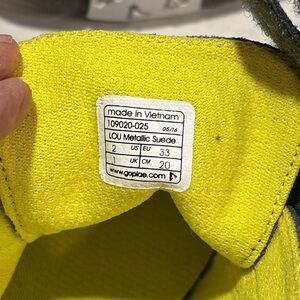 made in Vietnam
109020-025 05/14
LOU Metallic Suede
2 US EU 33
1 UK CM 20
www.goplae.com